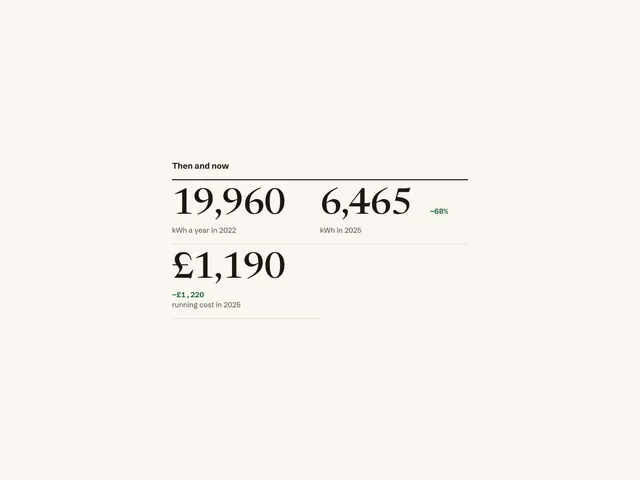 Then and now
19,960
kWh a year in 2022
6,465 −68%
kWh in 2025
£1,190
−£1,220
running cost in 2025